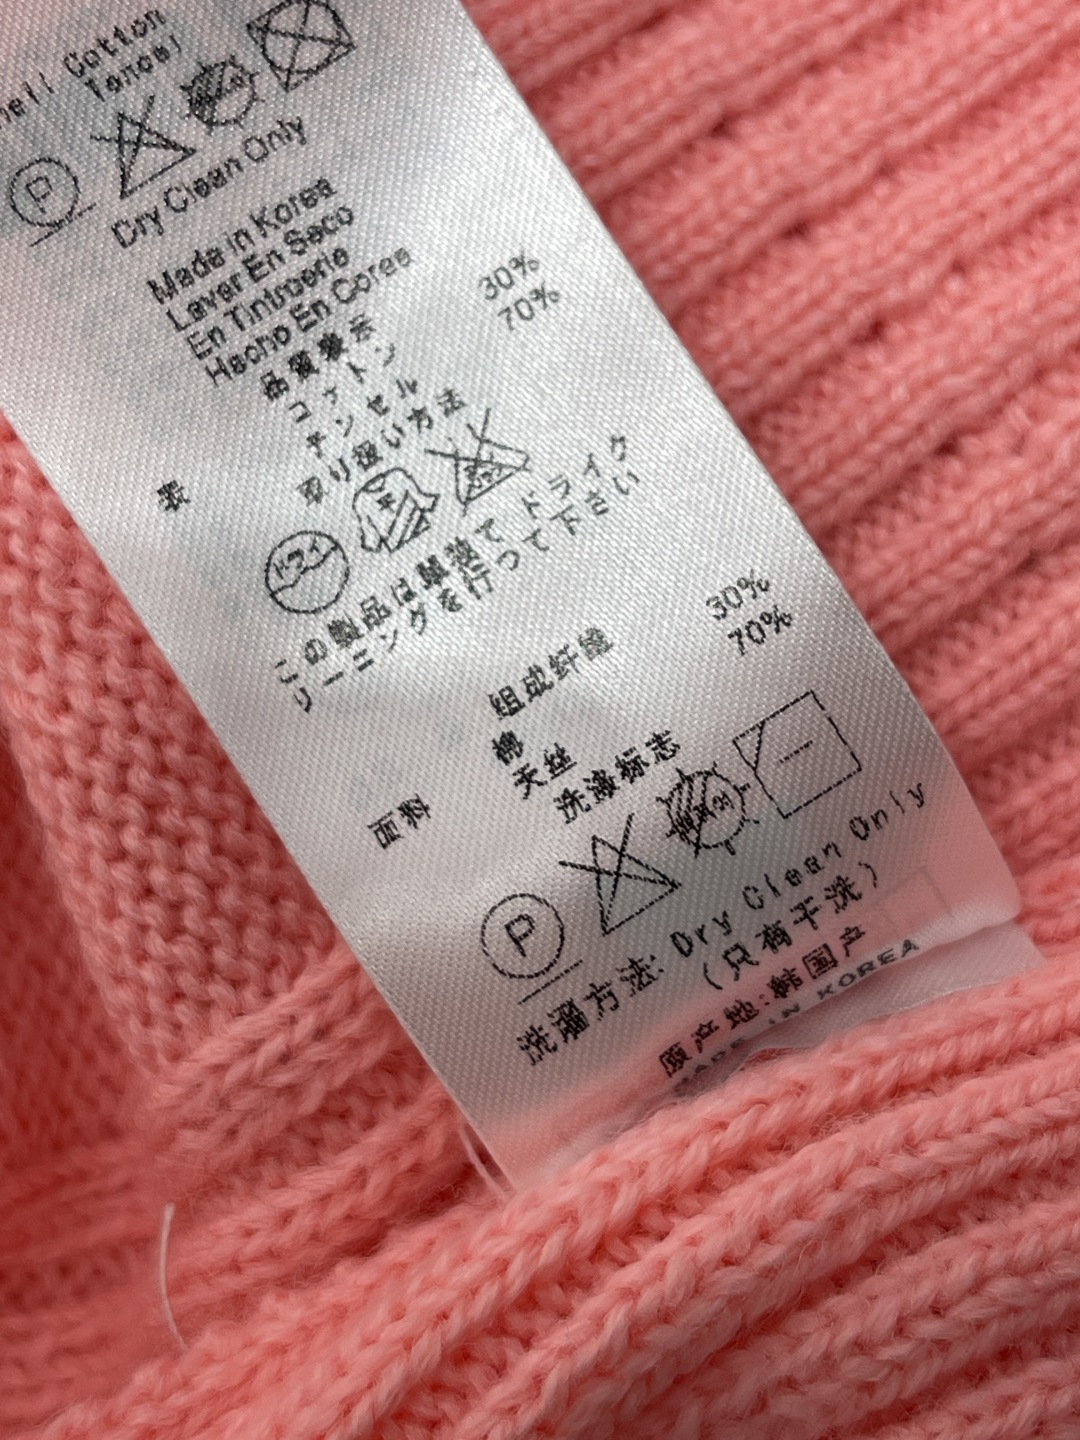 Shell Cotton
Tencel
P
Dry Clean Only
Made in Korea
Lavar En Seco
En Tintroerie
Hecho En Corea
品質表示
表 コットン 30%
テンセル 70%
取り扱い方法
ドライ
この製品は単独でドライク
リーニングを行って下さい
组成纤维
面料 棉 30%
天丝 70%
洗涤标志
P
洗涤方法: Dry Clean Only
(只有干洗)
原产地:韩国产
MADE IN KOREA